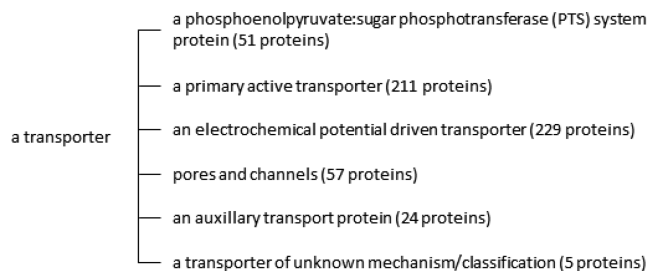 a phosphoenolpyruvate:sugar phosphotransferase (PTS) system
protein (51 proteins)
a primary active transporter (211 proteins)
an electrochemical potential driven transporter (229 proteins)
a transporter
pores and channels (57 proteins)
an auxillary transport protein (24 proteins)
a transporter of unknown mechanism/classification (5 proteins)